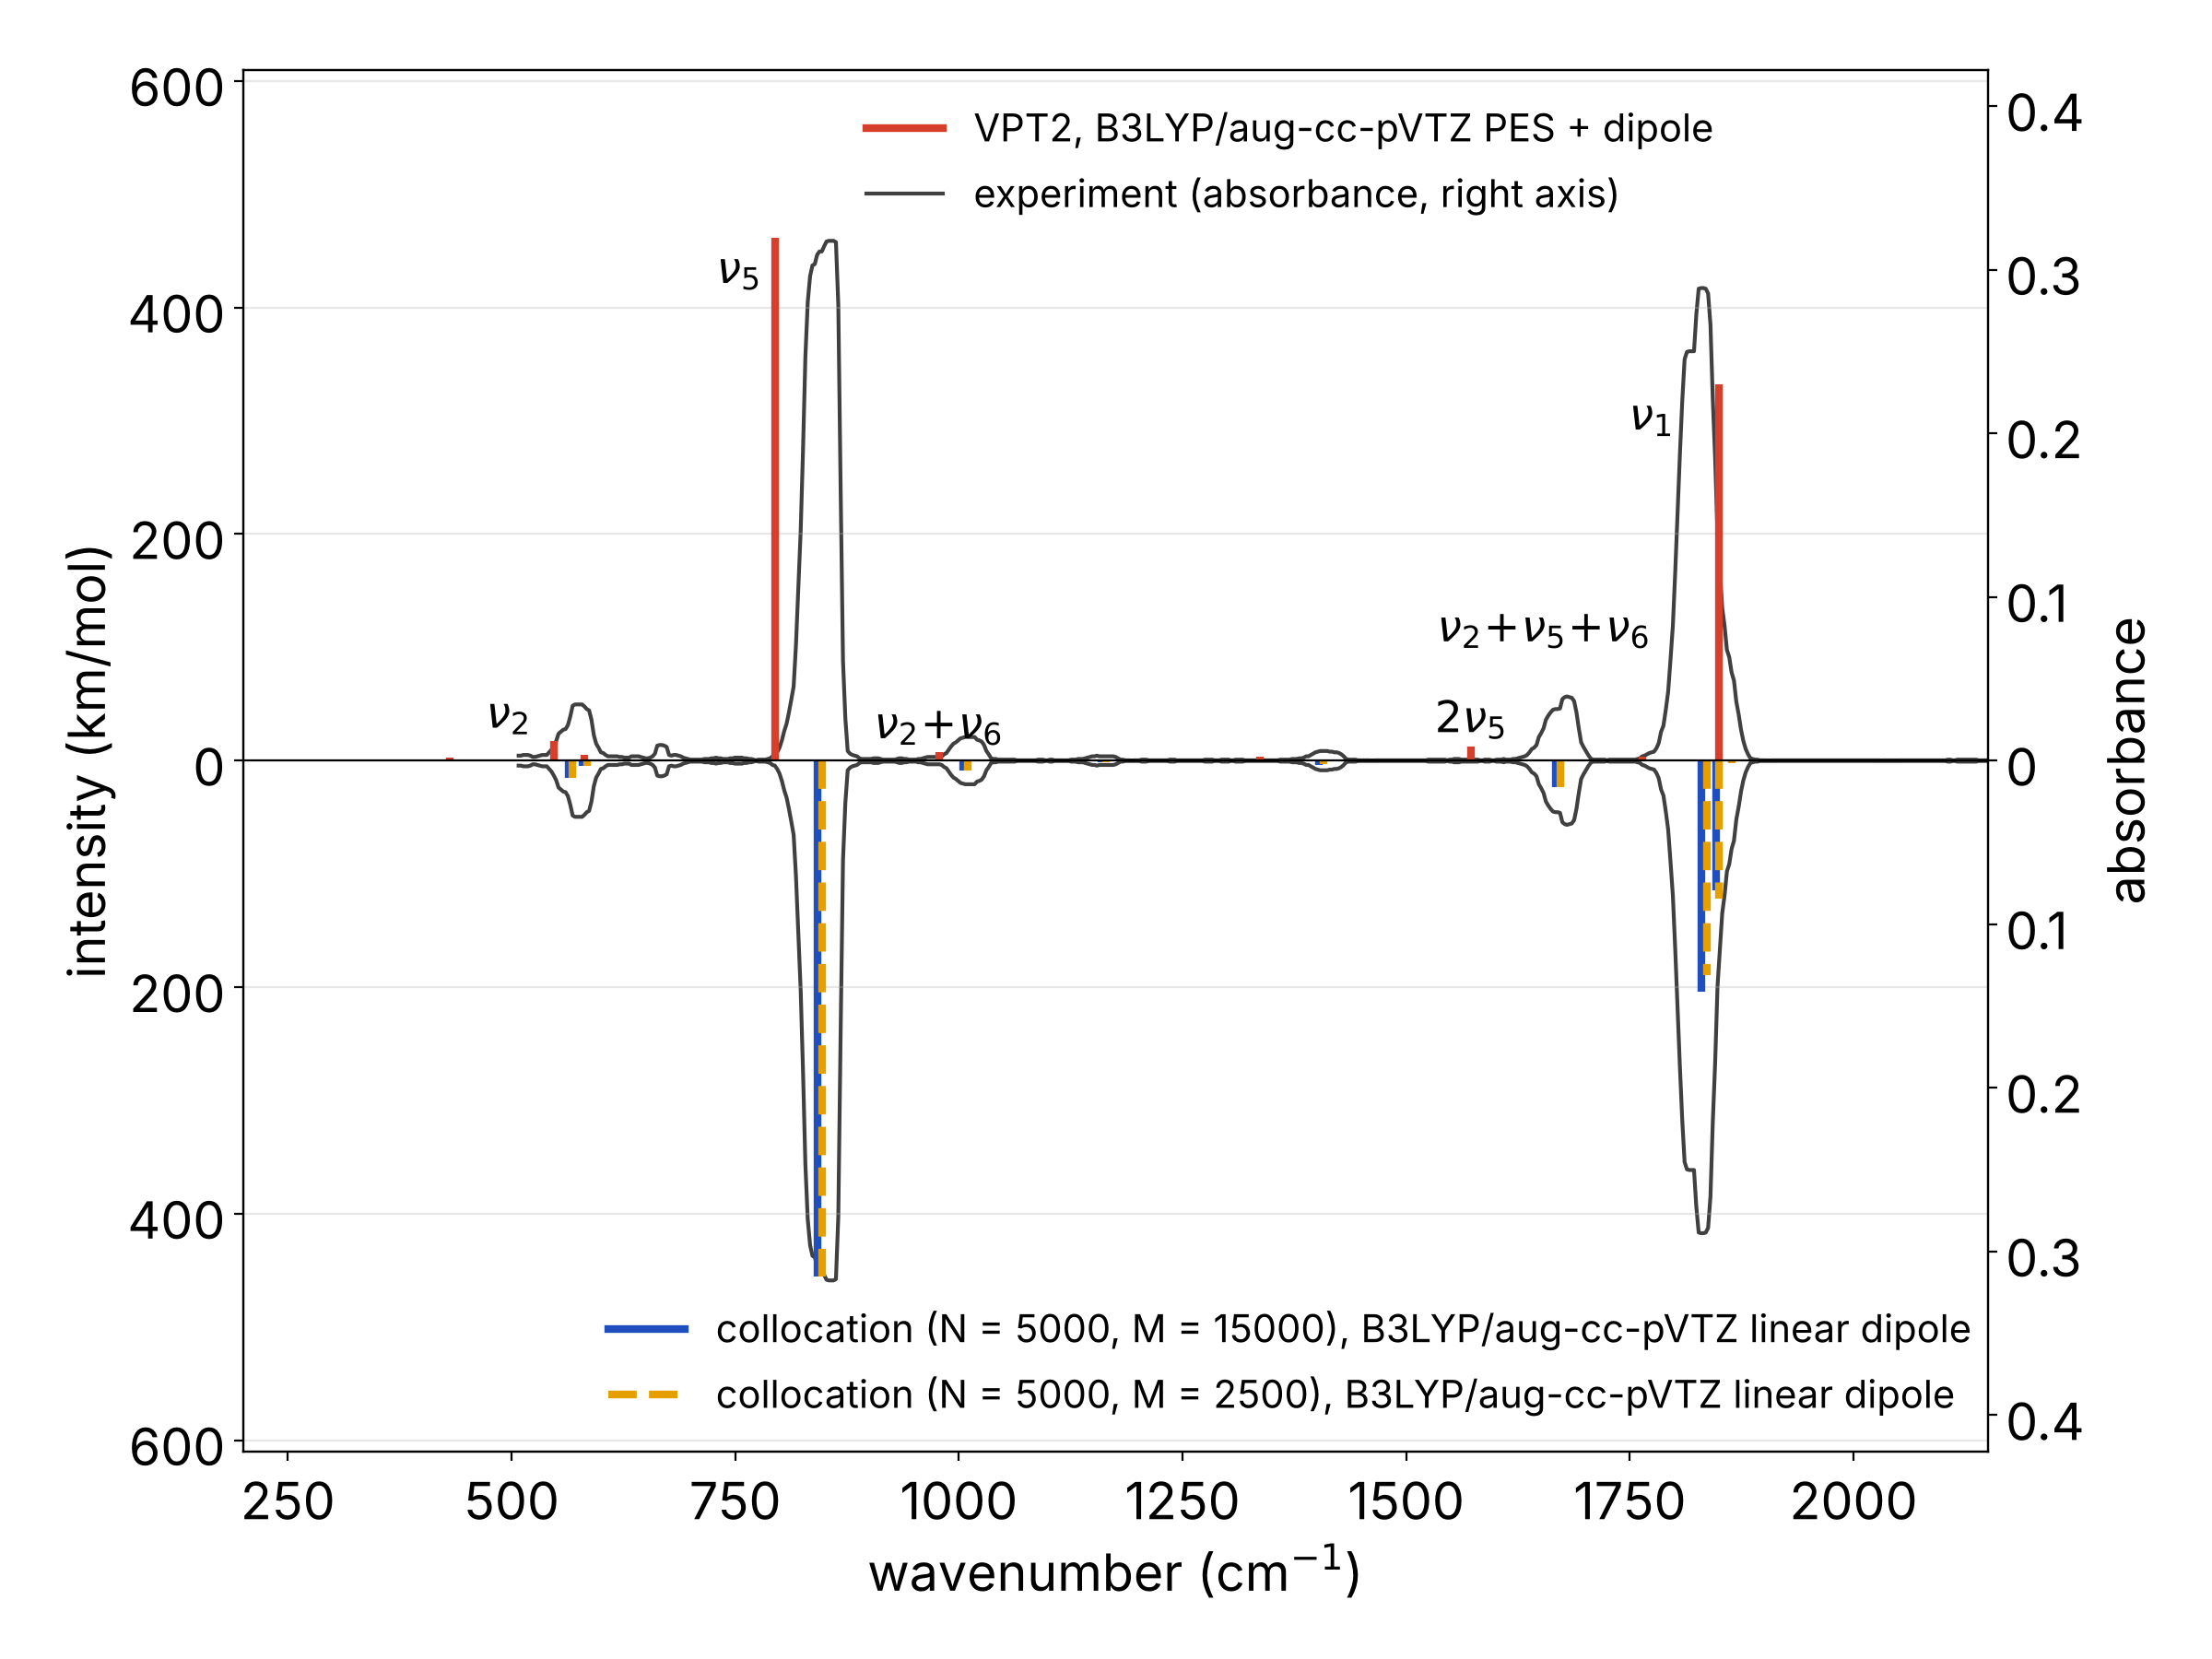 VPT2, B3LYP/aug-cc-pVTZ PES + dipole
experiment (absorbance, right axis)
ν5
ν1
ν2+ν5+ν6
ν2
ν2+ν6
2ν5
600
400
200
0
200
400
600
intensity (km/mol)
0.4
0.3
0.2
0.1
0
0.1
0.2
0.3
0.4
absorbance
collocation (N = 5000, M = 15000), B3LYP/aug-cc-pVTZ linear dipole
collocation (N = 5000, M = 2500), B3LYP/aug-cc-pVTZ linear dipole
250 500 750 1000 1250 1500 1750 2000
wavenumber (cm⁻¹)